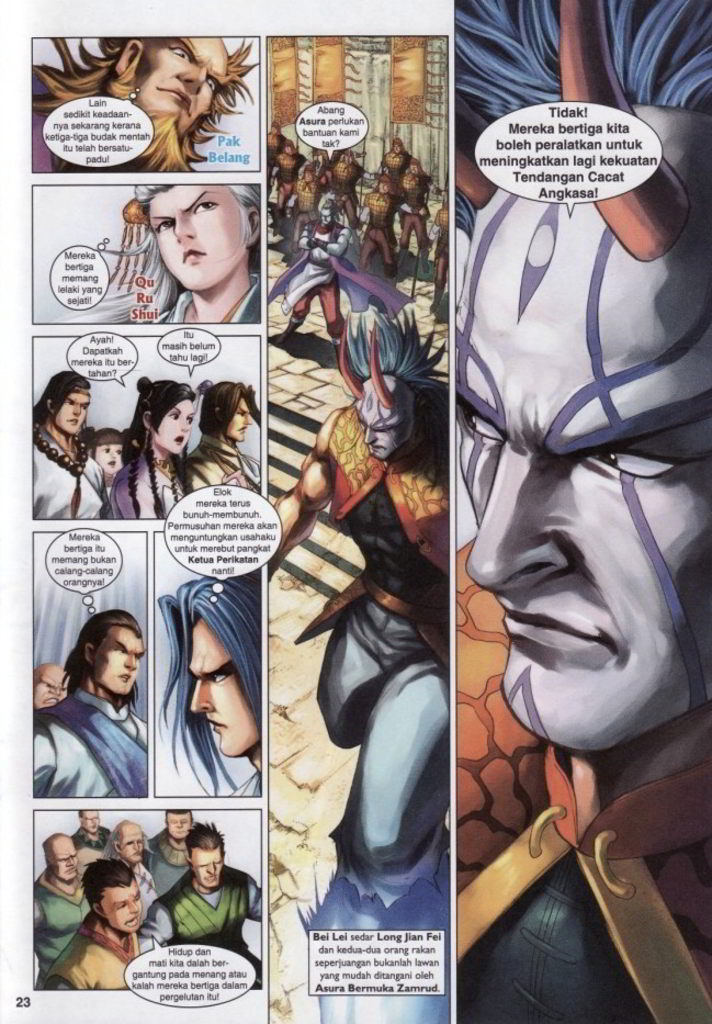 Lain
sedikit keadaan-
nya sekarang kerana
ketiga-tiga budak mentah
itu telah bersatu-
padu!
Pak
Belang
Mereka
bertiga
memang
lelaki yang
sejati!
Qu
Ru
Shui
Ayah!
Dapatkah
mereka itu ber-
tahan?
Itu
masih belum
tahu lagi!
Mereka
bertiga itu
memang bukan
calang-calang
orangnya!
Elok
mereka terus
bunuh-membunuh.
Permusuhan mereka akan
menguntungkan usahaku
untuk merebut pangkat
Ketua Perikatan
nanti!
Hidup dan
mati kita dalam ber-
gantung pada menang atau
kalah mereka bertiga dalam
pergelutan itu!
23
Abang
Asura perlukan
bantuan kami
tak?
Bei Lei sedar Long Jian Fei
dan kedua-dua orang rakan
seperjuangan bukanlah lawan
yang mudah ditangani oleh
Asura Bermuka Zamrud.
Tidak!
Mereka bertiga kita
boleh peralatkan untuk
meningkatkan lagi kekuatan
Tendangan Cacat
Angkasa!